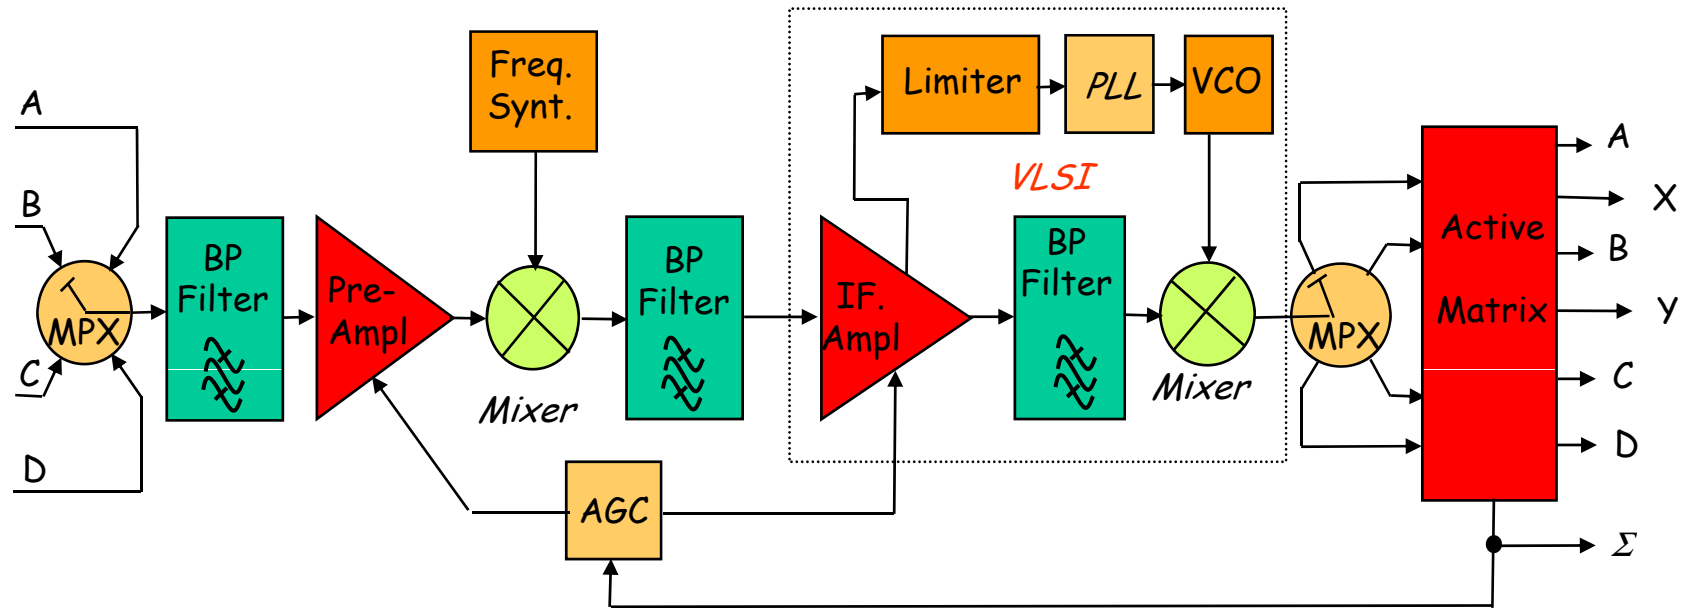 A
B
C
D
MPX
BP
Filter
Pre-
Ampl
Freq.
Synt.
Mixer
BP
Filter
AGC
IF.
Ampl
Limiter
PLL
VCO
VLSI
BP
Filter
Mixer
MPX
Active
Matrix
A
X
B
Y
C
D
Σ